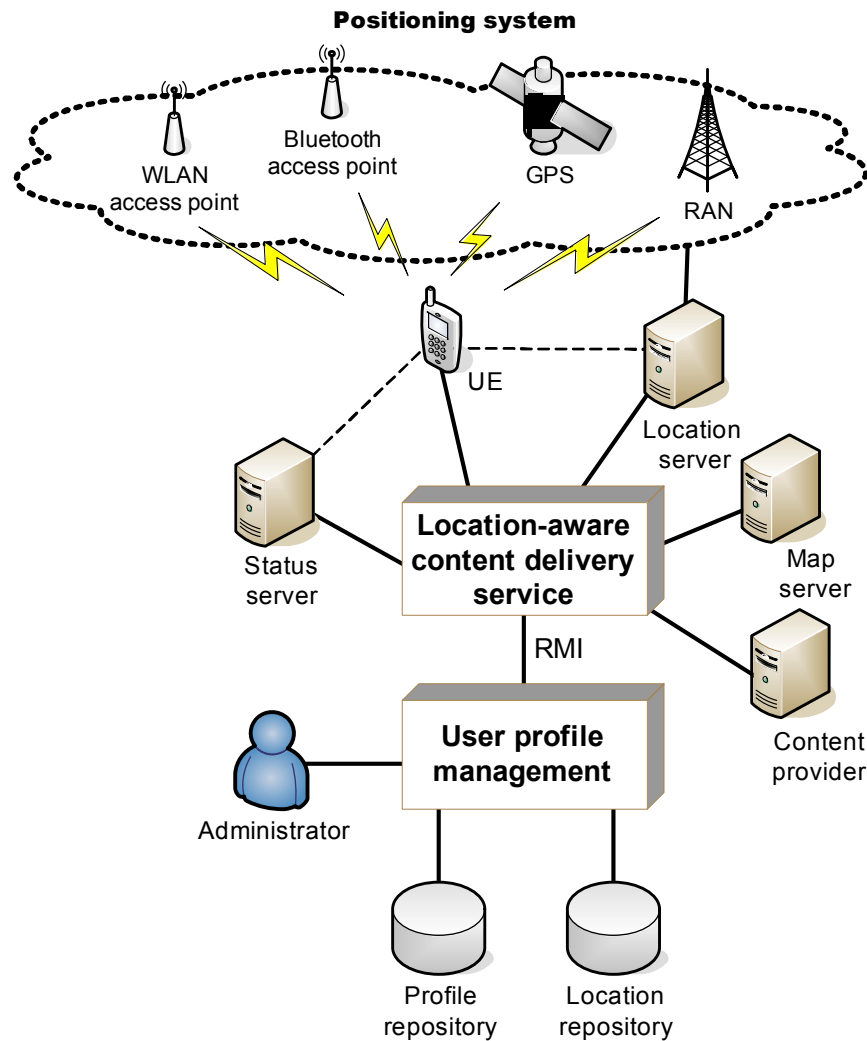 Positioning system
WLAN
access point
Bluetooth
access point
GPS
RAN
UE
Location
server
Status
server
Location-aware
content delivery
service
Map
server
RMI
Content
provider
User profile
management
Administrator
Profile
repository
Location
repository